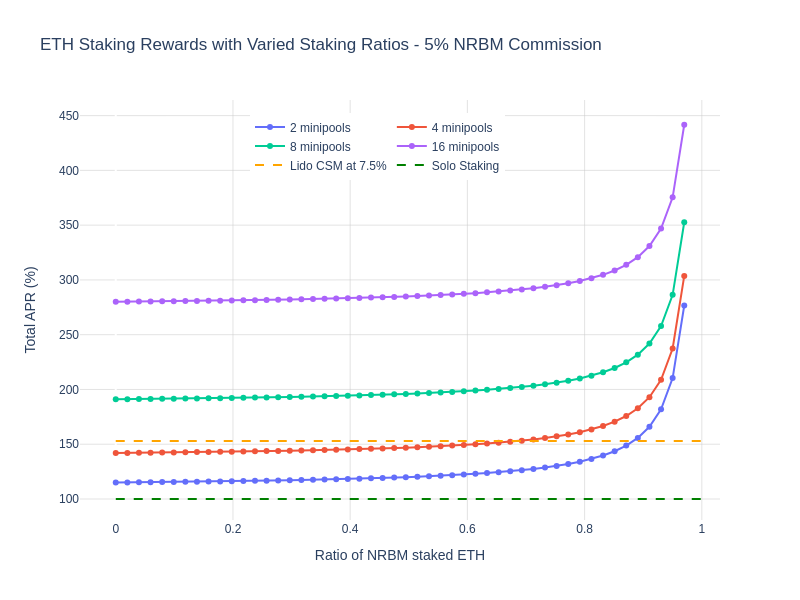 ETH Staking Rewards with Varied Staking Ratios - 5% NRBM Commission
2 minipools
4 minipools
8 minipools
16 minipools
Lido CSM at 7.5%
Solo Staking
Total APR (%)
450
400
350
300
250
200
150
100
0
0.2
0.4
0.6
0.8
1
Ratio of NRBM staked ETH